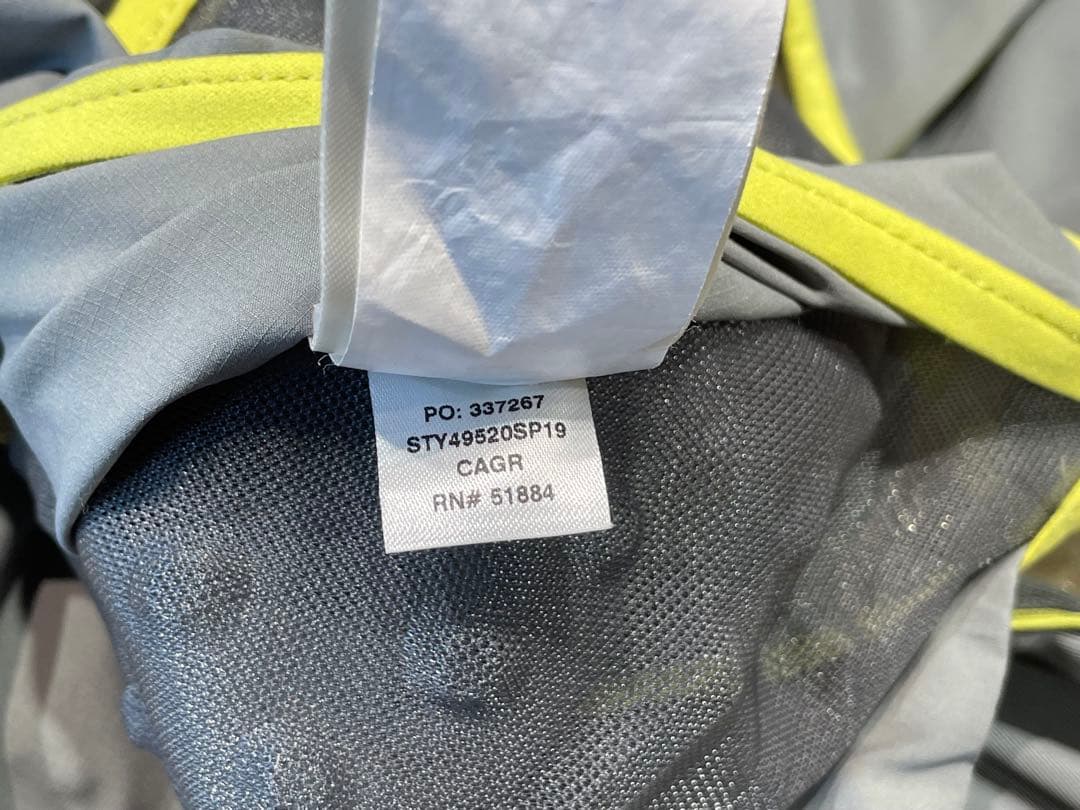 PO: 337267
STY49520SP19
CAGR
RN# 51884